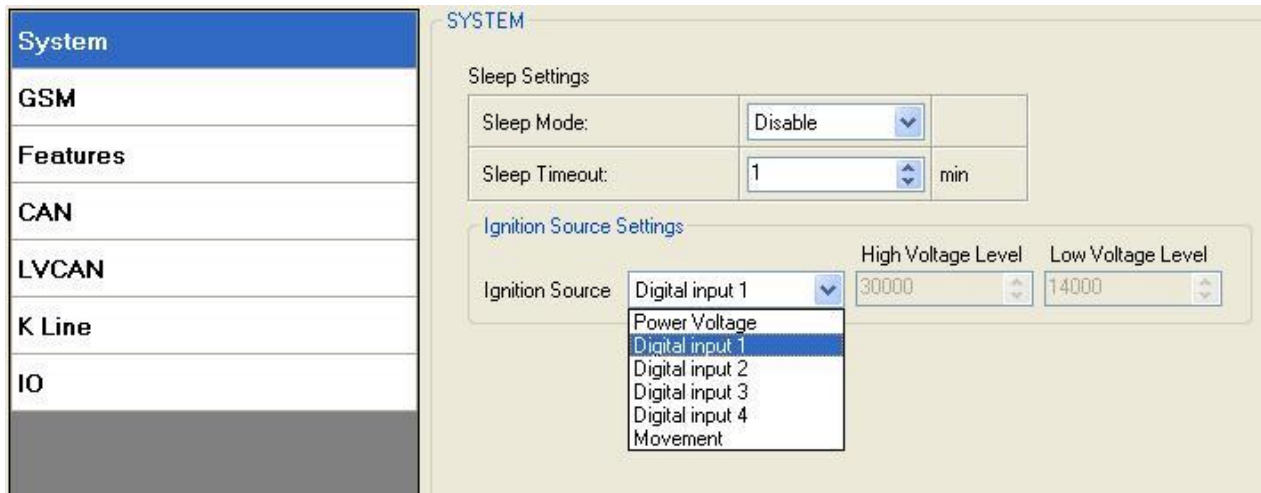 System
GSM
Features
CAN
LVCAN
K Line
IO
SYSTEM
Sleep Settings
Sleep Mode: Disable
Sleep Timeout: 1 min
Ignition Source Settings
High Voltage Level Low Voltage Level
Ignition Source Digital input 1 30000 14000
Power Voltage
Digital input 1
Digital input 2
Digital input 3
Digital input 4
Movement